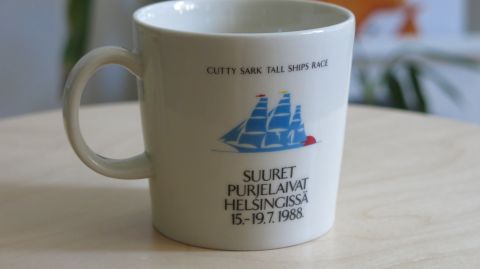 CUTTY SARK TALL SHIPS RACE
SUURET
PURJELAIVAT
HELSINGISSÄ
15.-19.7. 1988.